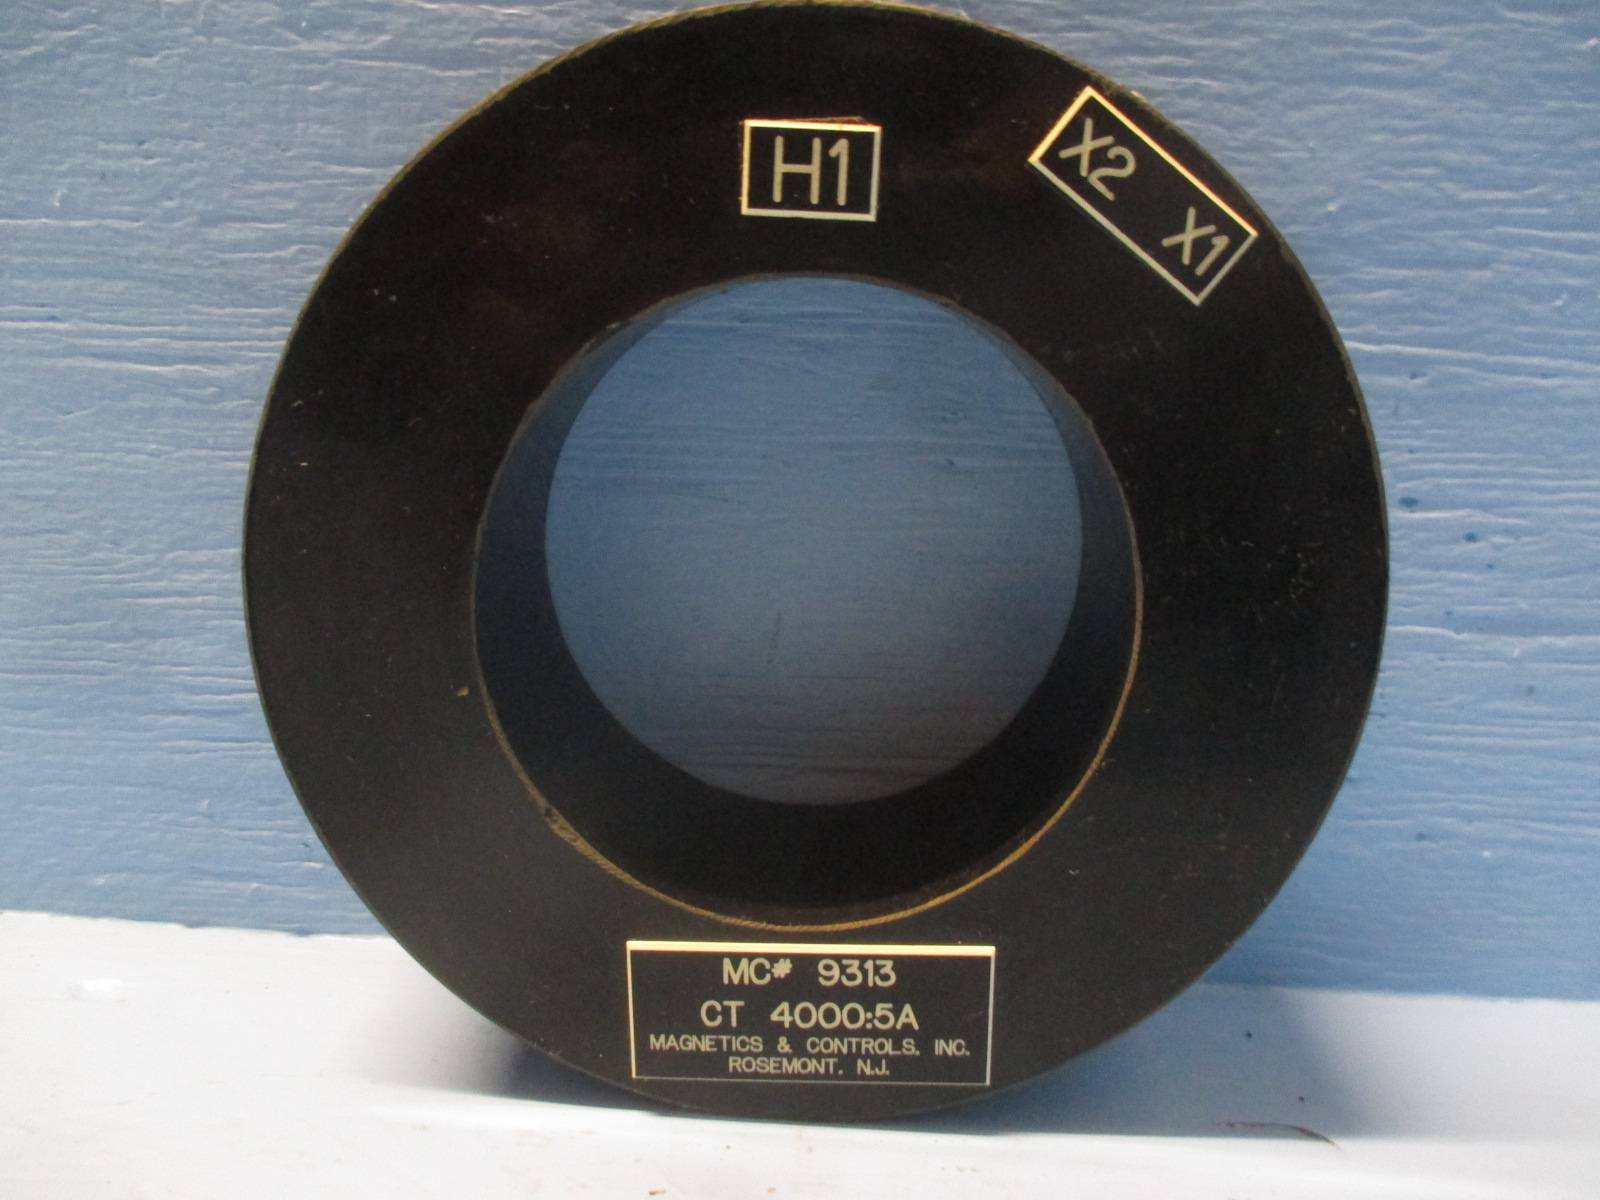 H1
X2 X1
MC# 9313
CT 4000:5A
MAGNETICS & CONTROLS, INC.
ROSEMONT, N.J.